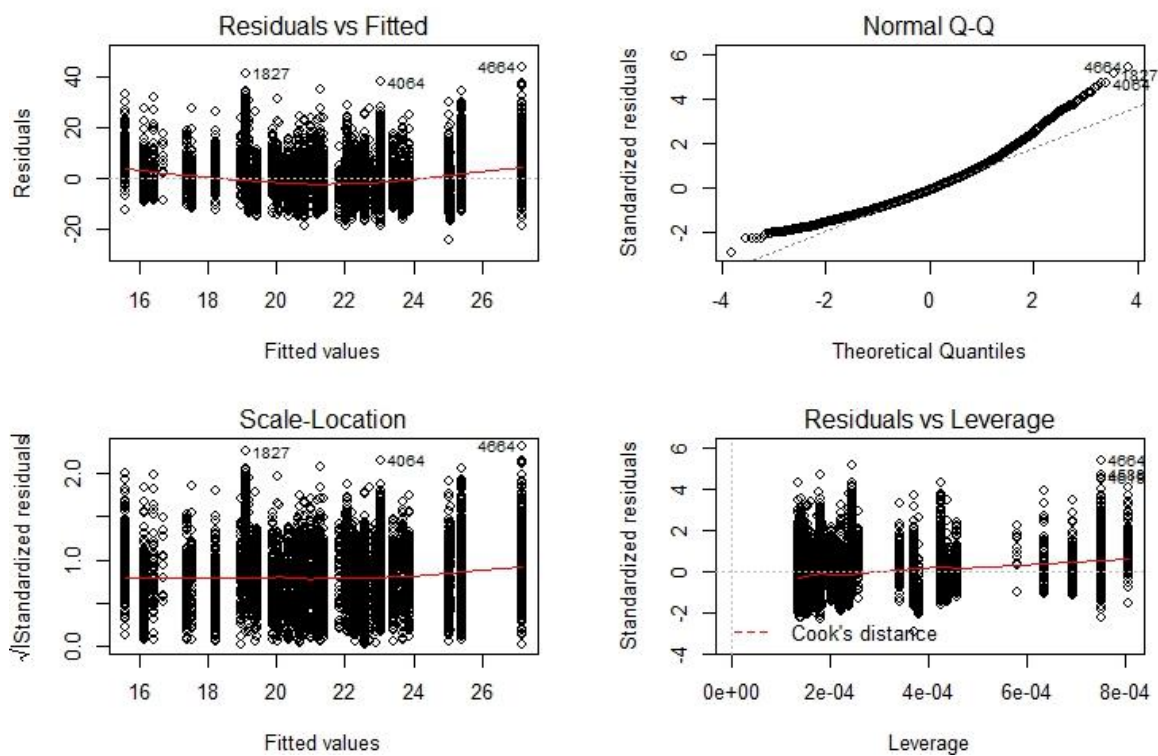 Residuals vs Fitted
Residuals
40
20
0
-20
1827
4064
4664
16 18 20 22 24 26
Fitted values
Normal Q-Q
Standardized residuals
6
4
2
0
-2
4664
1827
4064
-4 -2 0 2 4
Theoretical Quantiles
Scale-Location
√|Standardized residuals|
2.0
1.0
0.0
1827
4064
4664
16 18 20 22 24 26
Fitted values
Residuals vs Leverage
Standardized residuals
6
4
2
0
-2
-4
4664
Cook's distance
0e+00 2e-04 4e-04 6e-04 8e-04
Leverage